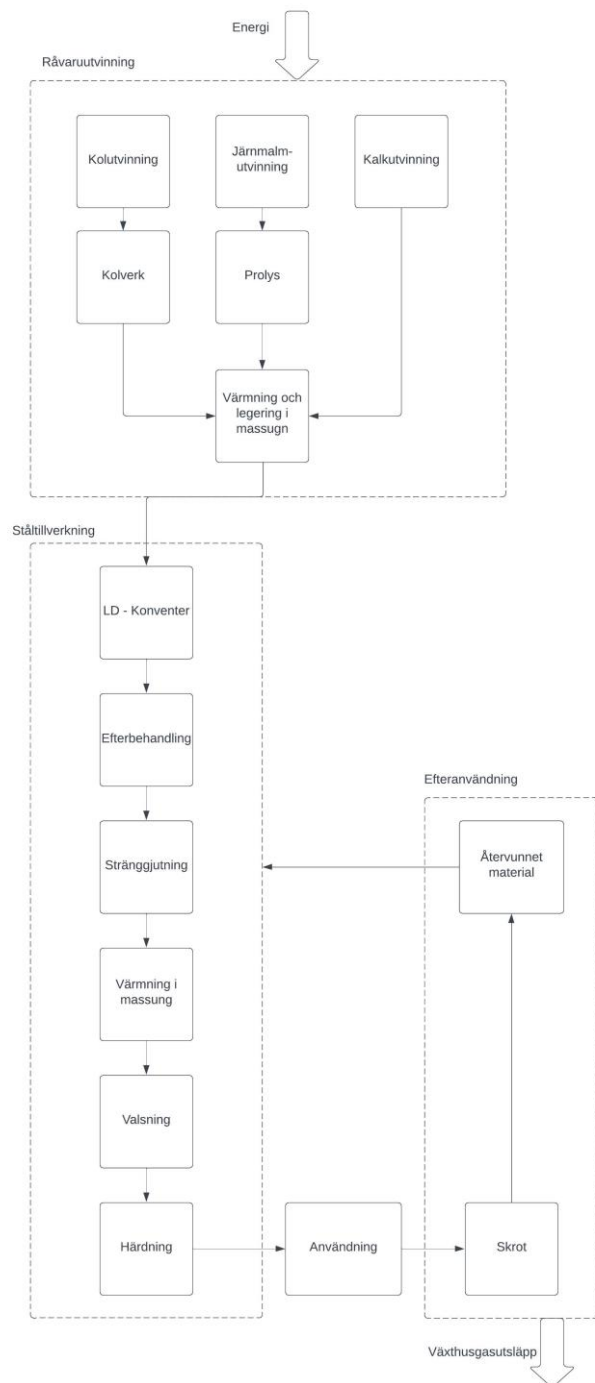 Energi
Råvaruutvinning
Kolutvinning
Järnmalm-
utvinning
Kalkutvinning
Kolverk
Prolys
Värmning och
legering i
massugn
Ståltillverkning
LD - Konventer
Efterbehandling
Efteranvändning
Stränggjutning
Återvunnet
material
Värmning i
massung
Valsning
Härdning
Användning
Skrot
Växthusgasutsläpp